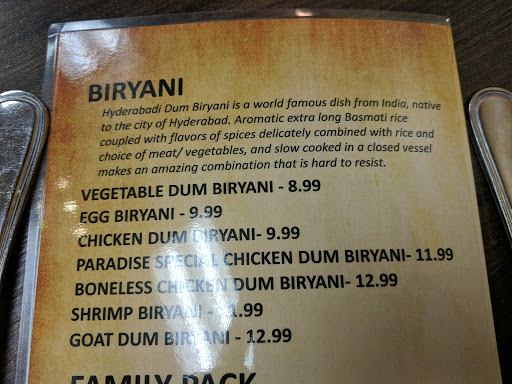 BIRYANI
Hyderabadi Dum Biryani is a world famous dish from India, native
to the city of Hyderabad. Aromatic extra long Basmati rice
coupled with flavors of spices delicately combined with rice and
choice of meat/ vegetables, and slow cooked in a closed vessel
makes an amazing combination that is hard to resist.
VEGETABLE DUM BIRYANI - 8.99
EGG BIRYANI - 9.99
CHICKEN DUM BIRYANI- 9.99
PARADISE SPECIAL CHICKEN DUM BIRYANI- 11.99
BONELESS CHICKEN DUM BIRYANI- 12.99
SHRIMP BIRYANI -
GOAT DUM BIRYANI - 12.99
FAMILY PACK